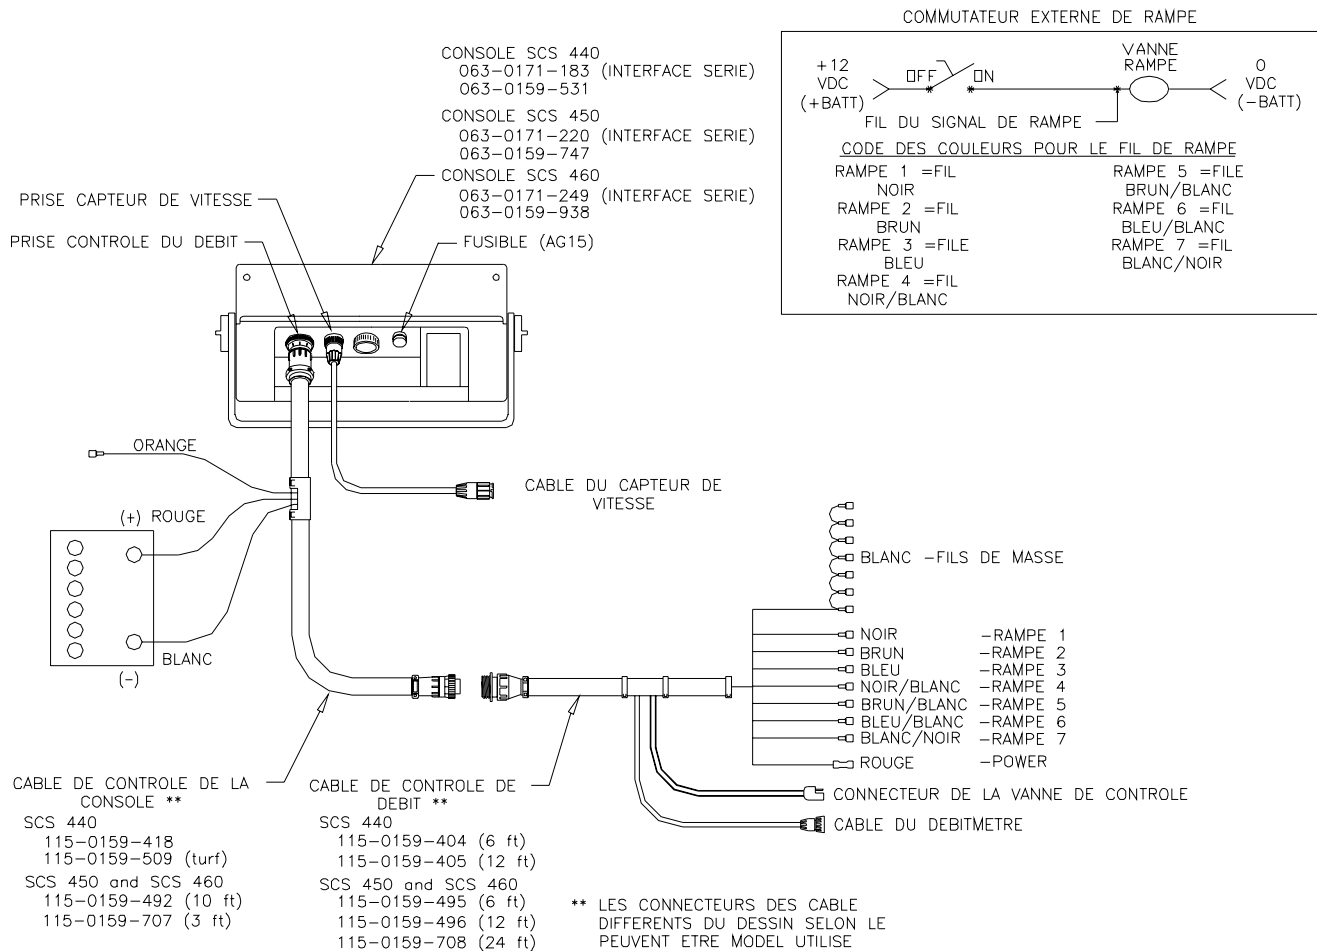 COMMUTATEUR EXTERNE DE RAMPE
+12
VDC
(+BATT)
OFF
ON
VANNE
RAMPE
0
VDC
(-BATT)
FIL DU SIGNAL DE RAMPE
CODE DES COULEURS POUR LE FIL DE RAMPE
RAMPE 1 =FIL
NOIR
RAMPE 2 =FIL
BRUN
RAMPE 3 =FILE
BLEU
RAMPE 4 =FIL
NOIR/BLANC
RAMPE 5 =FILE
BRUN/BLANC
RAMPE 6 =FIL
BLEU/BLANC
RAMPE 7 =FIL
BLANC/NOIR
CONSOLE SCS 440
063-0171-183 (INTERFACE SERIE)
063-0159-531
CONSOLE SCS 450
063-0171-220 (INTERFACE SERIE)
063-0159-747
CONSOLE SCS 460
063-0171-249 (INTERFACE SERIE)
063-0159-938
PRISE CAPTEUR DE VITESSE
PRISE CONTROLE DU DEBIT
FUSIBLE (AG15)
ORANGE
(+) ROUGE
BLANC
(-)
CABLE DU CAPTEUR DE
VITESSE
BLANC -FILS DE MASSE
NOIR -RAMPE 1
BRUN -RAMPE 2
BLEU -RAMPE 3
NOIR/BLANC -RAMPE 4
BRUN/BLANC -RAMPE 5
BLEU/BLANC -RAMPE 6
BLANC/NOIR -RAMPE 7
ROUGE -POWER
CONNECTEUR DE LA VANNE DE CONTROLE
CABLE DU DEBITMETRE
CABLE DE CONTROLE DE LA
CONSOLE **
SCS 440
115-0159-418
115-0159-509 (turf)
SCS 450 and SCS 460
115-0159-492 (10 ft)
115-0159-707 (3 ft)
CABLE DE CONTROLE DE
DEBIT **
SCS 440
115-0159-404 (6 ft)
115-0159-405 (12 ft)
SCS 450 and SCS 460
115-0159-495 (6 ft)
115-0159-496 (12 ft)
115-0159-708 (24 ft)
** LES CONNECTEURS DES CABLE
DIFFERENTS DU DESSIN SELON LE
PEUVENT ETRE MODEL UTILISE